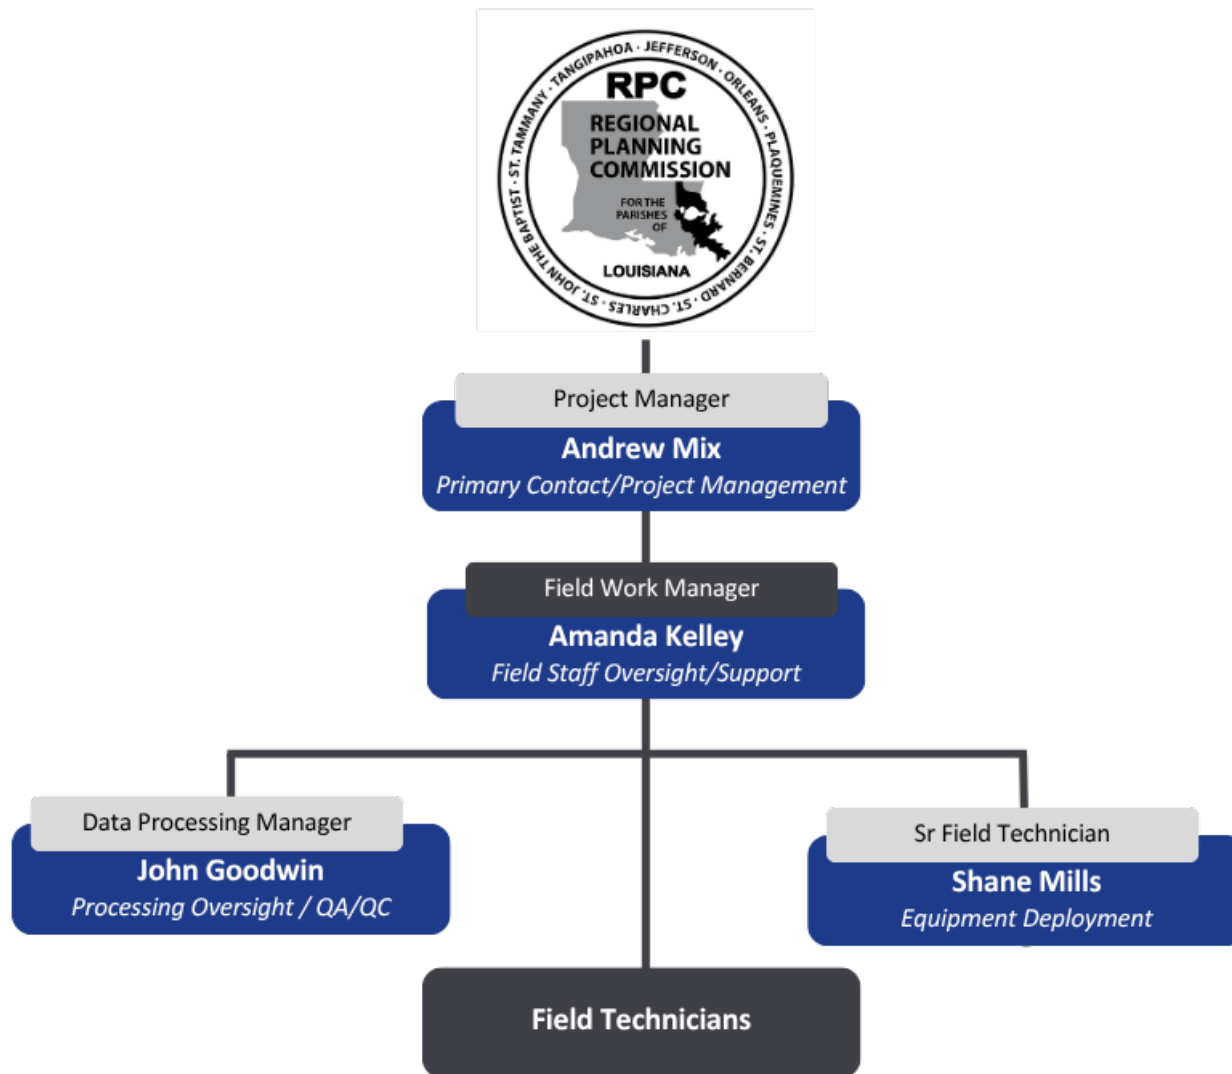 TANGIPAHOA · JEFFERSON · ORLEANS · PLAQUEMINES · ST. BERNARD · ST. CHARLES · ST. JOHN THE BAPTIST · ST. TAMMANY ·
RPC
REGIONAL
PLANNING
COMMISSION
FOR THE
PARISHES
OF
LOUISIANA
Project Manager
Andrew Mix
Primary Contact/Project Management
Field Work Manager
Amanda Kelley
Field Staff Oversight/Support
Data Processing Manager
John Goodwin
Processing Oversight / QA/QC
Sr Field Technician
Shane Mills
Equipment Deployment
Field Technicians